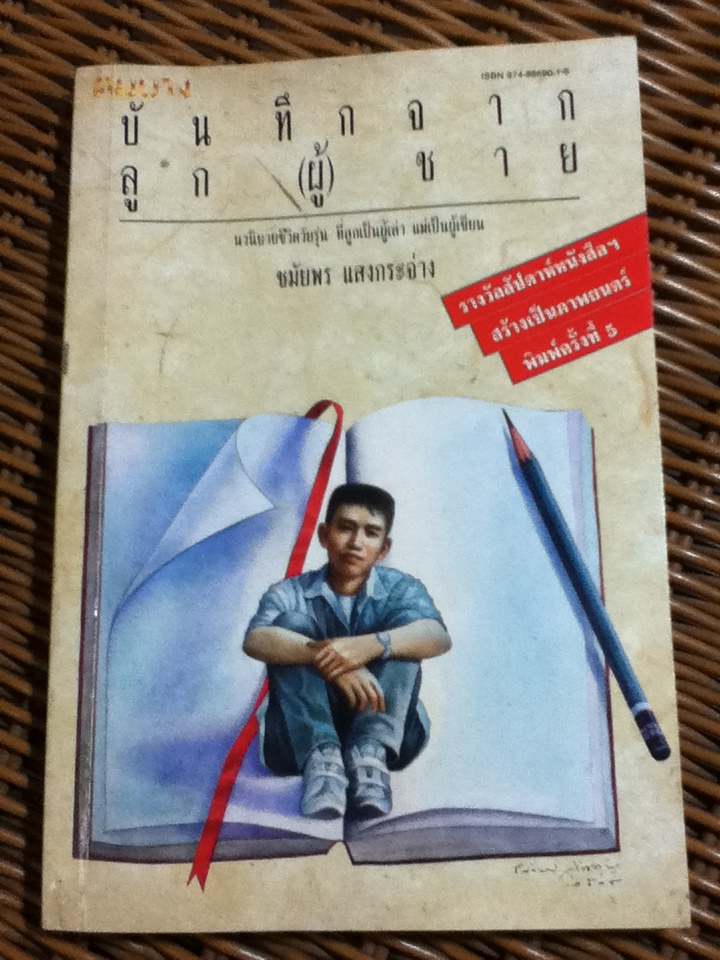 ISBN 974-88690-1-6
บันทึกจาก
ลูก (ผู้) ชาย
นวนิยายชีวิตวัยรุ่น ที่ลูกเป็นผู้เล่า แม่เป็นผู้เขียน
ชมัยพร แสงกระจ่าง
รางวัลสัปดาห์หนังสือฯ
สร้างเป็นภาพยนตร์
พิมพ์ครั้งที่ 5